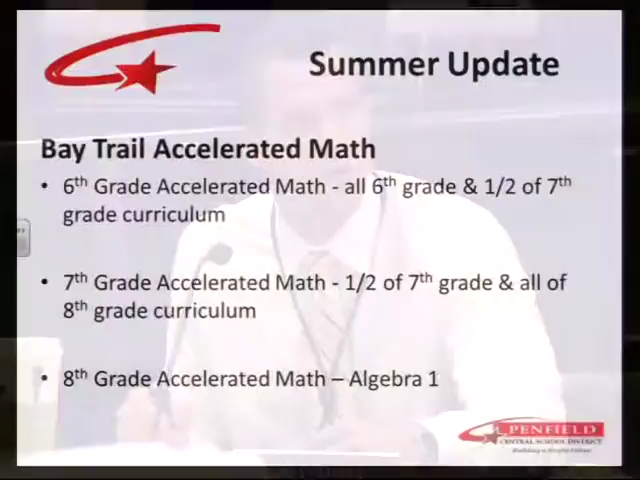 Summer Update
Bay Trail Accelerated Math
• 6th Grade Accelerated Math - all 6th grade & 1/2 of 7th
grade curriculum
• 7th Grade Accelerated Math - 1/2 of 7th grade & all of
8th grade curriculum
• 8th Grade Accelerated Math – Algebra 1
PENFIELD
CENTRAL SCHOOL DISTRICT